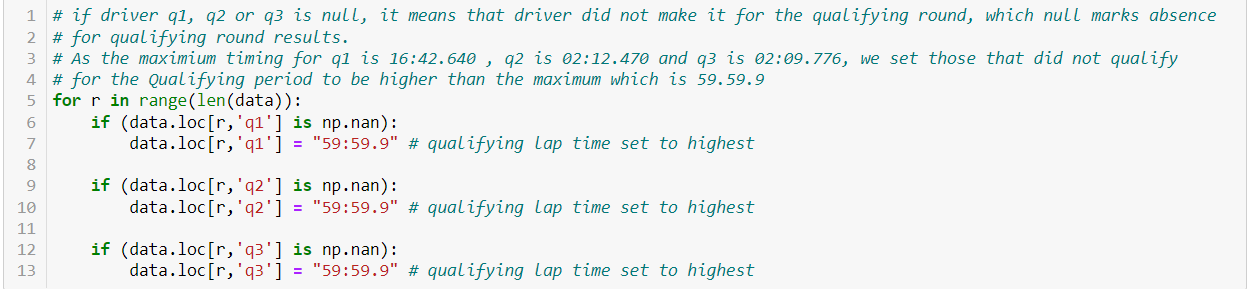 1 # if driver q1, q2 or q3 is null, it means that driver did not make it for the qualifying round, which null marks absence
2 # for qualifying round results.
3 # As the maximium timing for q1 is 16:42.640 , q2 is 02:12.470 and q3 is 02:09.776, we set those that did not qualify
4 # for the Qualifying period to be higher than the maximum which is 59.59.9
5 for r in range(len(data)):
6     if (data.loc[r,'q1'] is np.nan):
7         data.loc[r,'q1'] = "59:59.9" # qualifying lap time set to highest
8
9     if (data.loc[r,'q2'] is np.nan):
10         data.loc[r,'q2'] = "59:59.9" # qualifying lap time set to highest
11
12     if (data.loc[r,'q3'] is np.nan):
13         data.loc[r,'q3'] = "59:59.9" # qualifying lap time set to highest